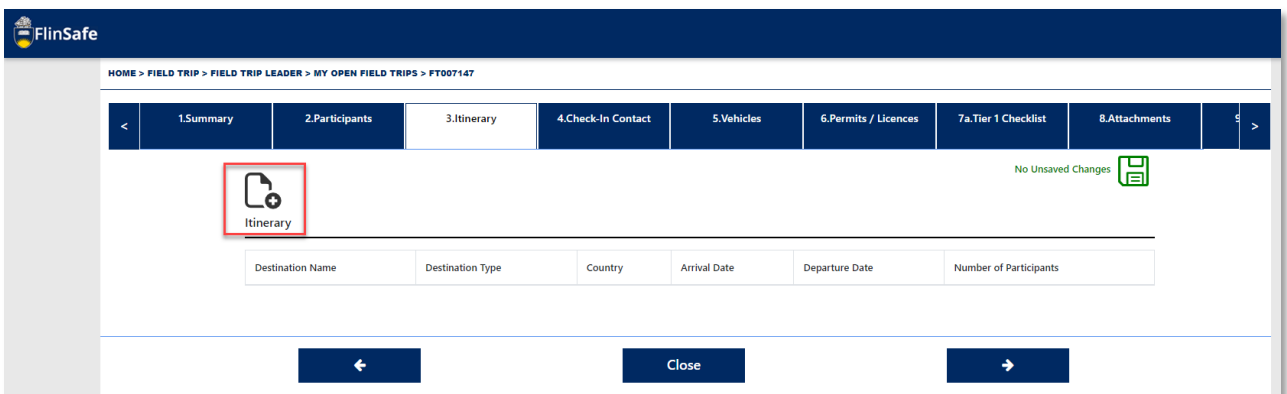 FlinSafe
HOME > FIELD TRIP > FIELD TRIP LEADER > MY OPEN FIELD TRIPS > FT007147
< 1.Summary 2.Participants 3.Itinerary 4.Check-In Contact 5.Vehicles 6.Permits / Licences 7a.Tier 1 Checklist 8.Attachments 9 >
No Unsaved Changes
Itinerary
Destination Name Destination Type Country Arrival Date Departure Date Number of Participants
Close